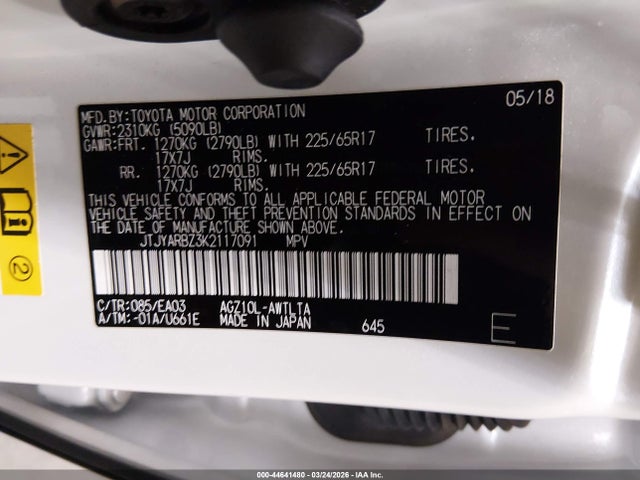 MFD.BY:TOYOTA MOTOR CORPORATION 05/18
GVWR:2310KG (5090LB)
GAWR:FRT. 1270KG (2790LB) WITH 225/65R17 TIRES.
17X7J RIMS.
RR. 1270KG (2790LB) WITH 225/65R17 TIRES.
17X7J RIMS.
THIS VEHICLE CONFORMS TO ALL APPLICABLE FEDERAL MOTOR
VEHICLE SAFETY AND THEFT PREVENTION STANDARDS IN EFFECT ON
THE DATE OF MANUFACTURE SHOWN ABOVE.
JTJYARBZ3K2117091 MPV
C/TR:085/EA03 AGZ10L-AWTLTA
A/TM:-01A/U661E MADE IN JAPAN 645 E
2
000-44641480 - 03/24/2026 - IAA Inc.